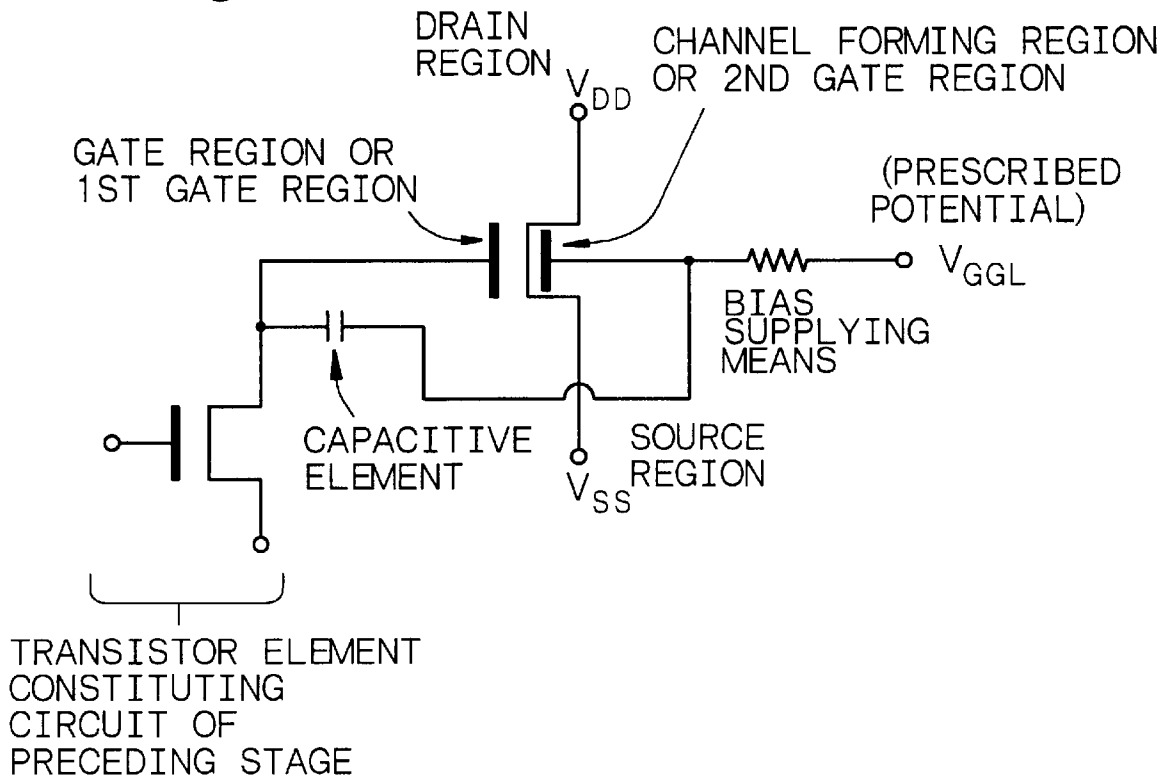 DRAIN
REGION
V_DD
CHANNEL FORMING REGION
OR 2ND GATE REGION
GATE REGION OR
1ST GATE REGION
(PRESCRIBED
POTENTIAL)
V_GGL
BIAS
SUPPLYING
MEANS
CAPACITIVE
ELEMENT
SOURCE
REGION
V_SS
TRANSISTOR ELEMENT
CONSTITUTING
CIRCUIT OF
PRECEDING STAGE